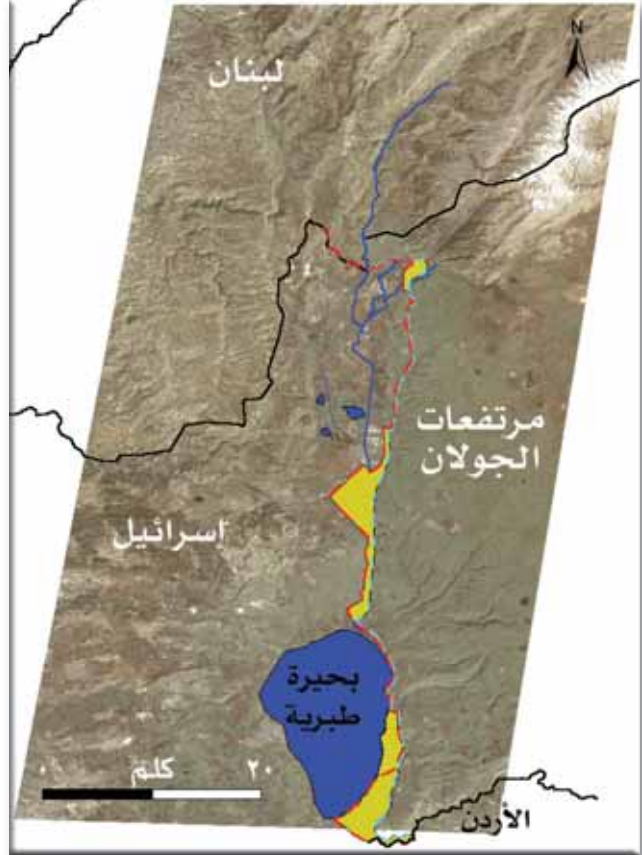 N
لبنان
مرتفعات
الجولان
اسرائيل
بحيرة
طبرية
٠ كلم ٢٠
الأردن